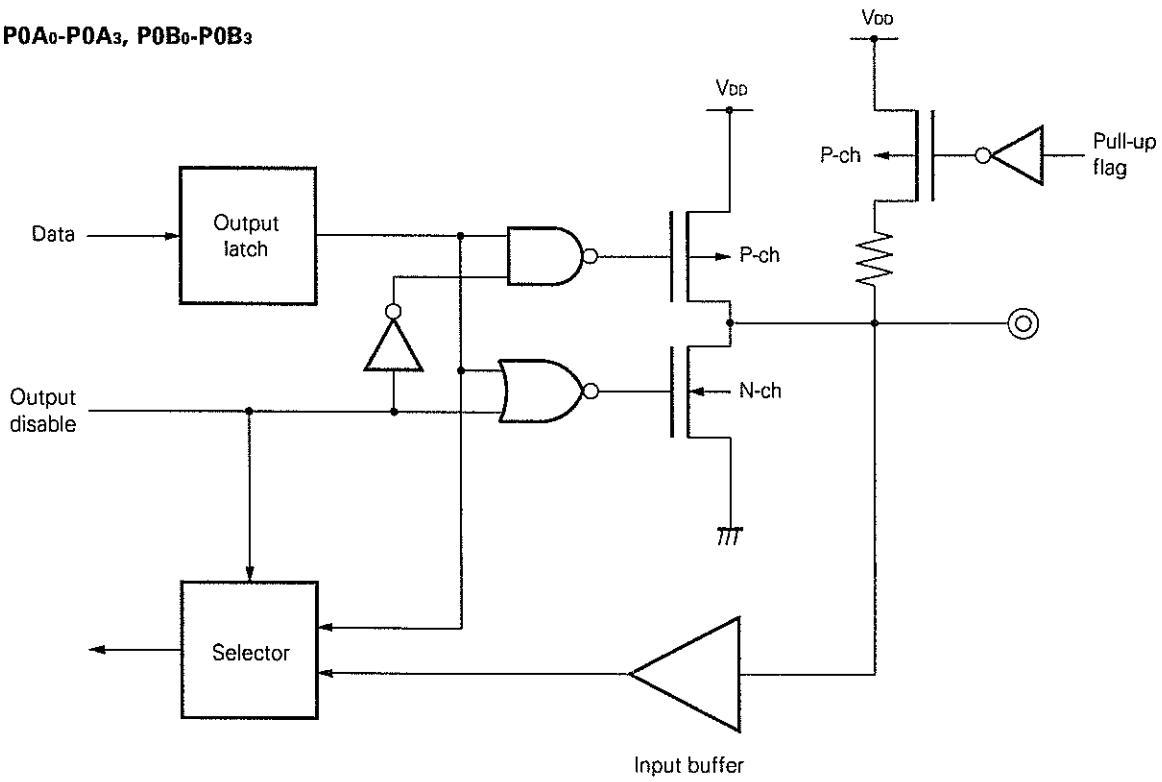 P0A0-P0A3, P0B0-P0B3
VDD
VDD
P-ch
Pull-up
flag
Data
Output
latch
P-ch
Output
disable
N-ch
Selector
Input buffer